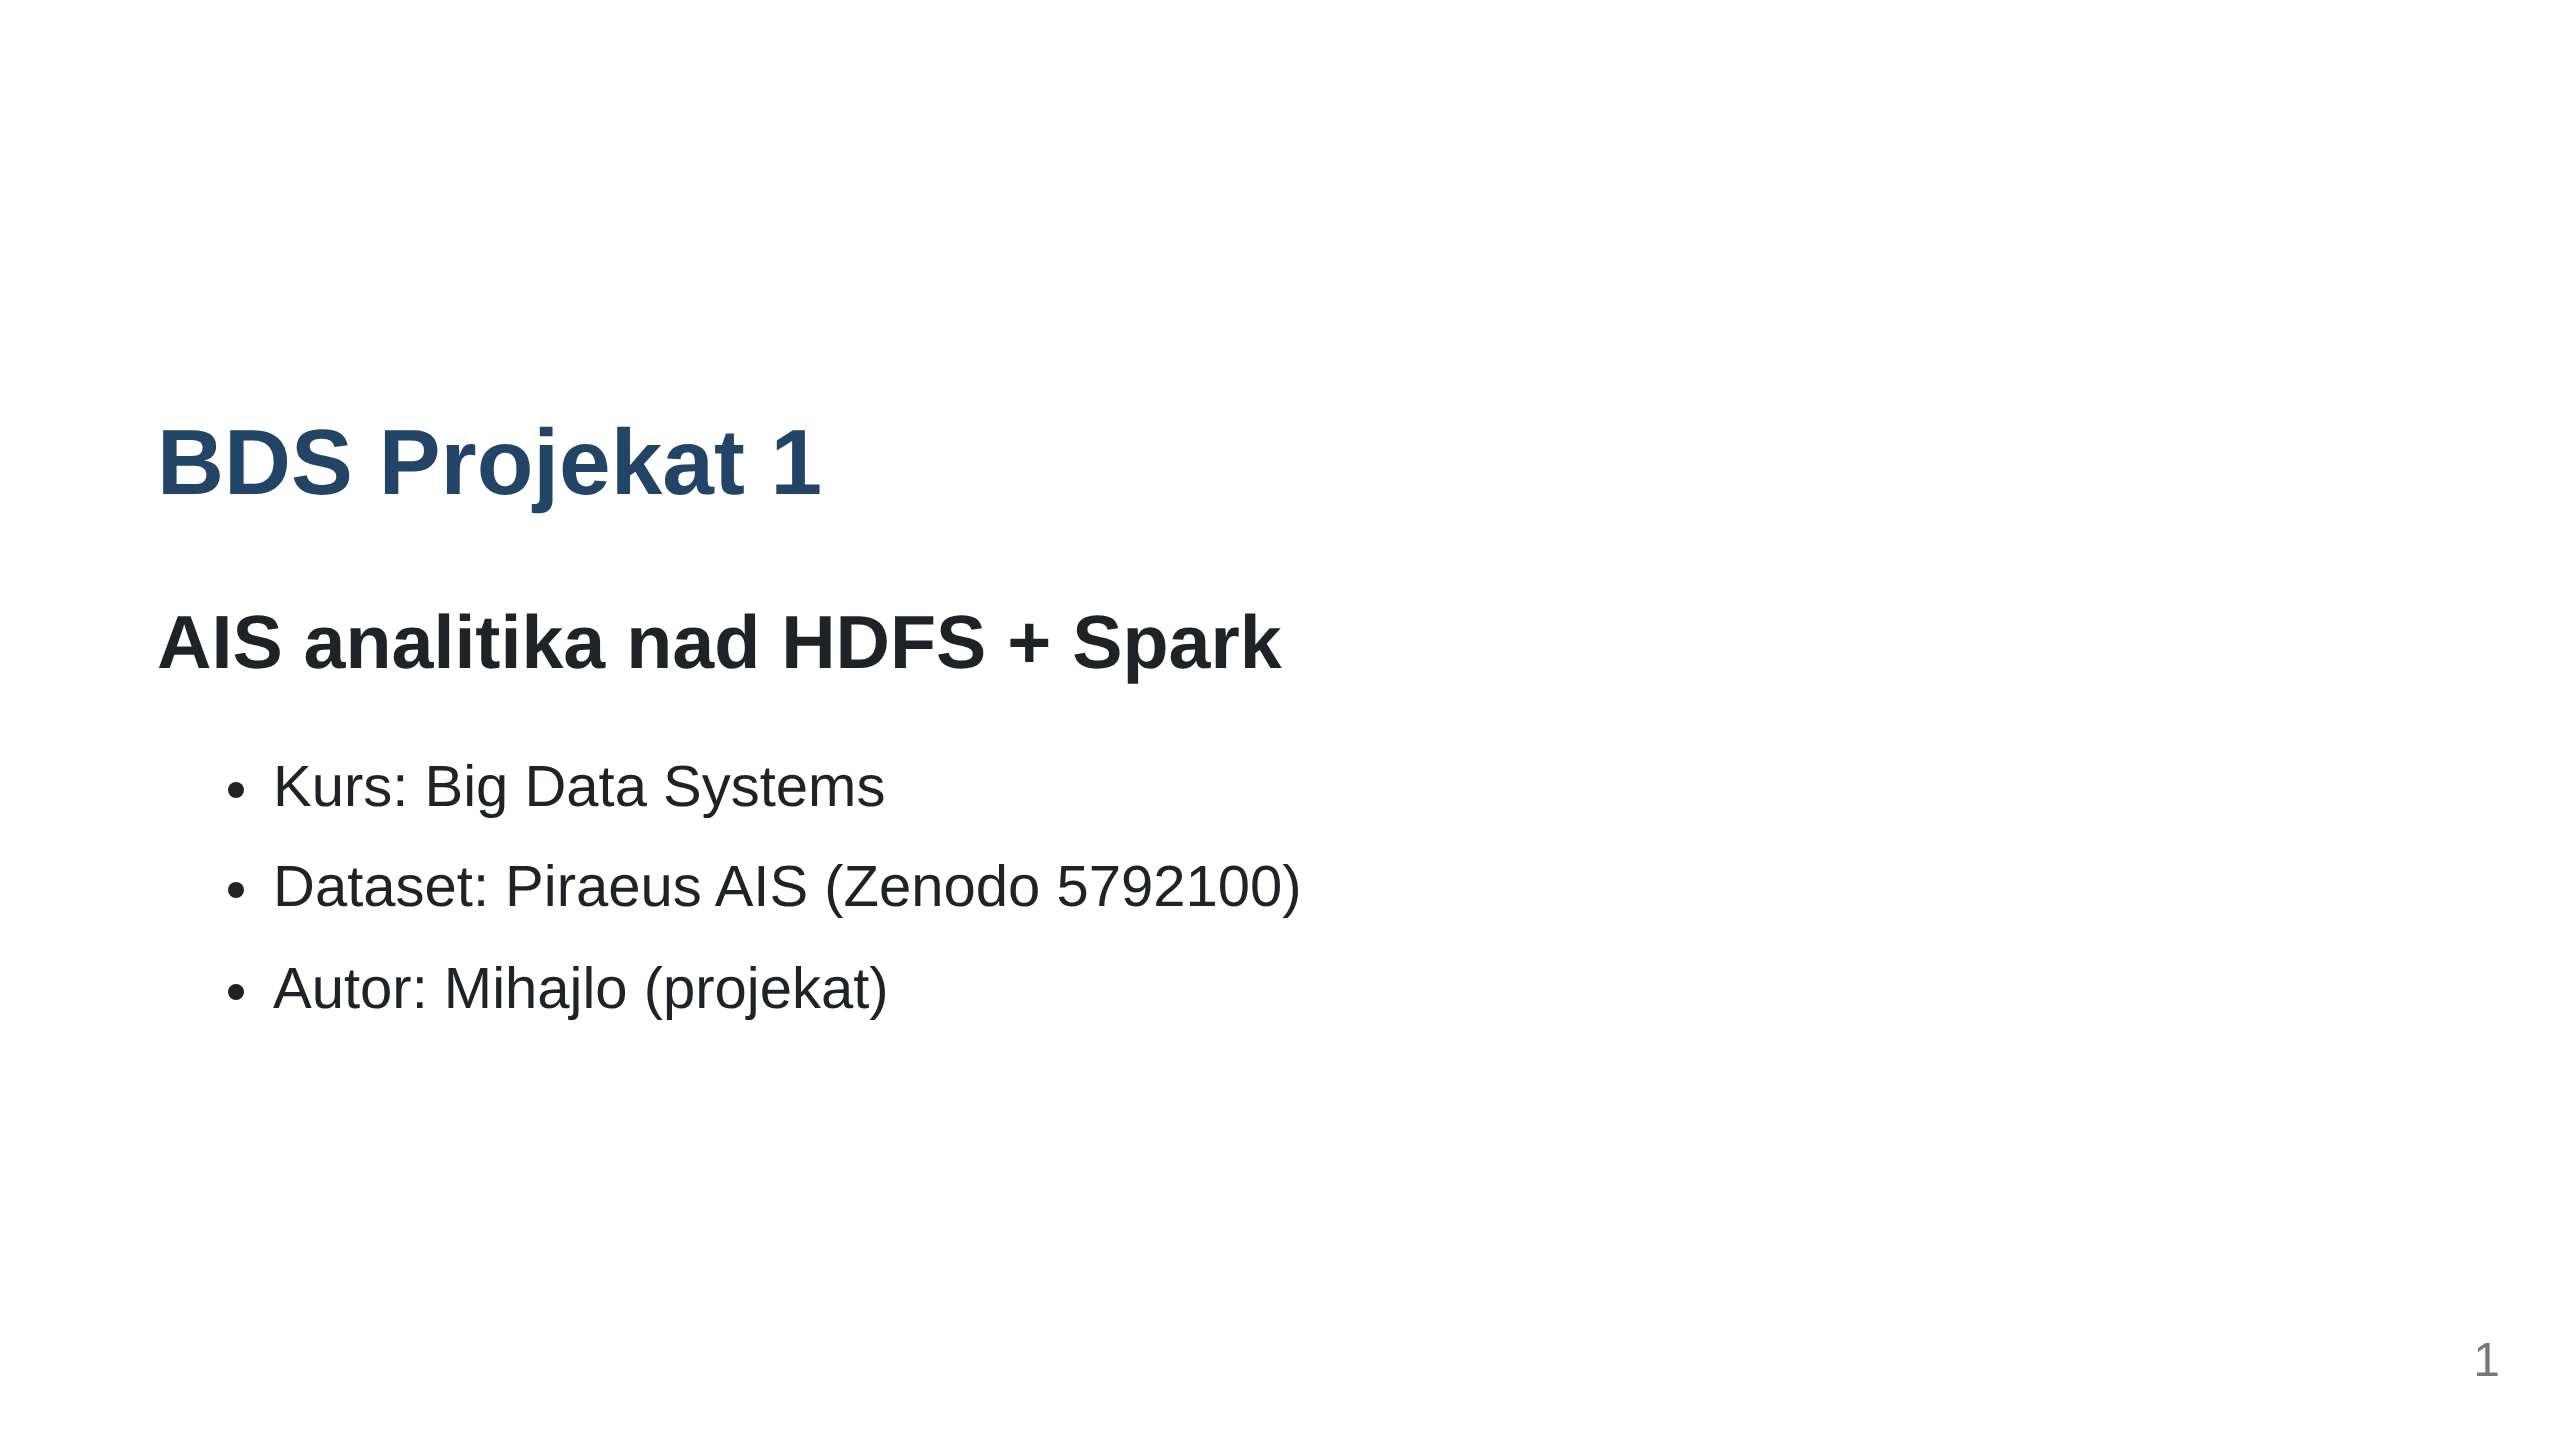 BDS Projekat 1
AIS analitika nad HDFS + Spark
• Kurs: Big Data Systems
• Dataset: Piraeus AIS (Zenodo 5792100)
• Autor: Mihajlo (projekat)
1